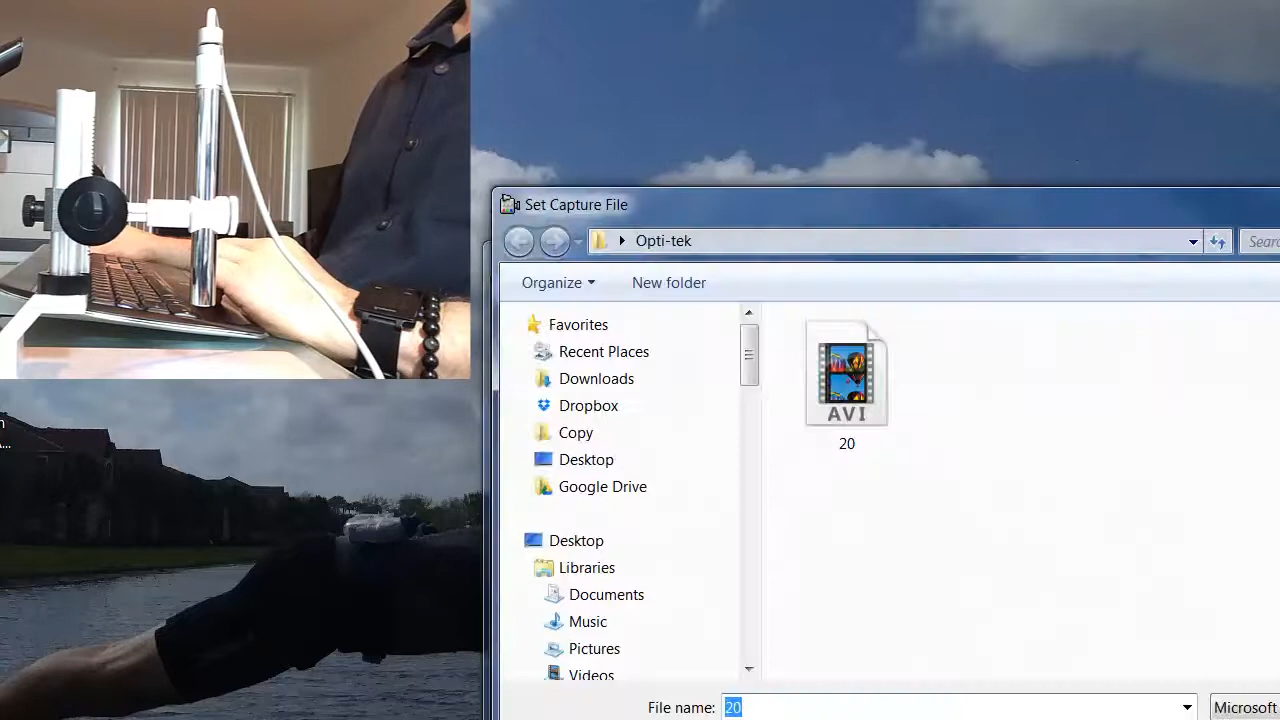 Set Capture File
Opti-tek
Organize
New folder
Favorites
Recent Places
Downloads
Dropbox
Copy
Desktop
Google Drive
Desktop
Libraries
Documents
Music
Pictures
Videos
AVI
20
File name: 20
Microsoft